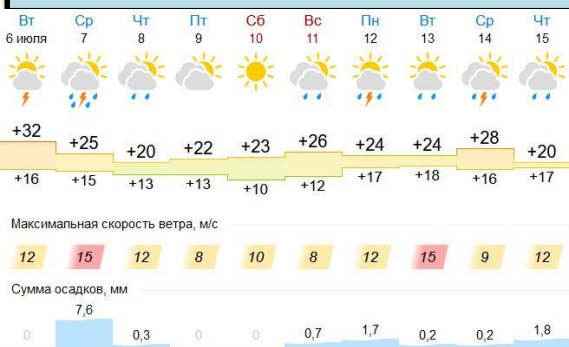 Вт Ср Чт Пт Сб Вс Пн Вт Ср Чт
6 июля 7 8 9 10 11 12 13 14 15
+32 +25 +20 +22 +23 +26 +24 +24 +28 +20
+16 +15 +13 +13 +10 +12 +17 +18 +16 +17
Максимальная скорость ветра, м/с
12 15 12 8 10 8 12 15 9 12
Сумма осадков, мм
0 7,6 0,3 0 0 0,7 1,7 0,2 0,2 1,8